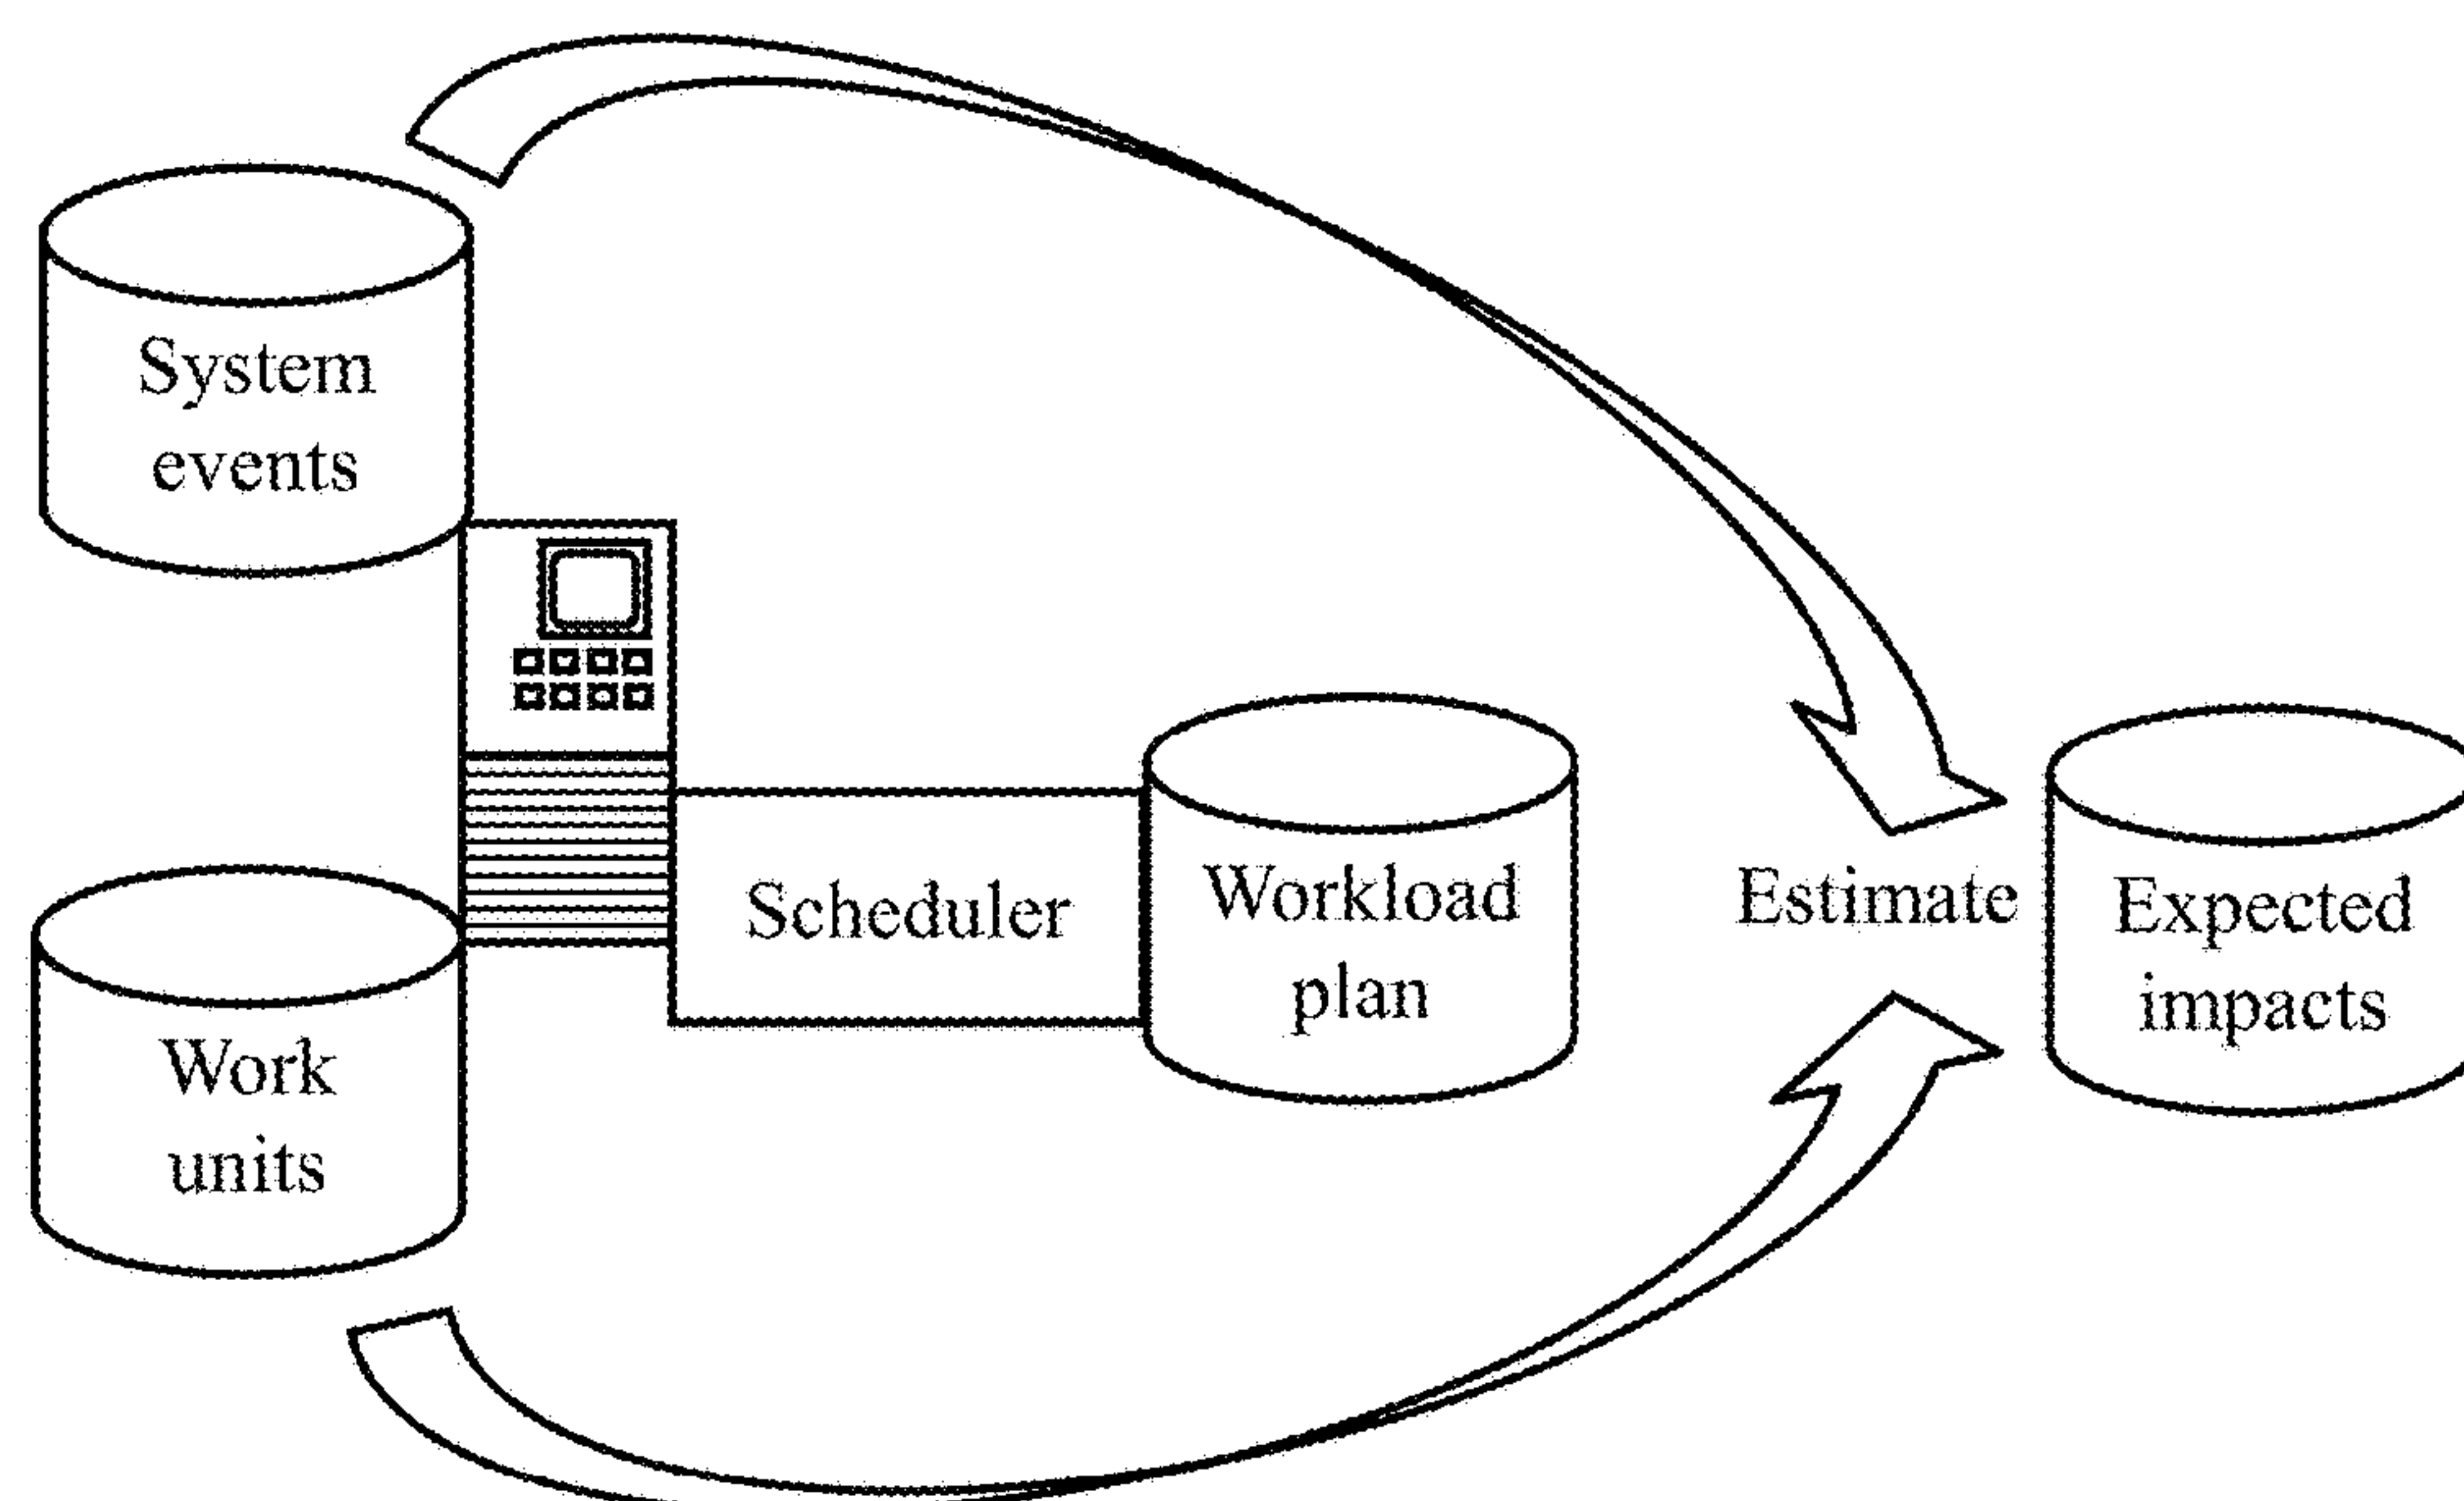 System
events
Work
units
Scheduler
Workload
plan
Estimate
Expected
impacts